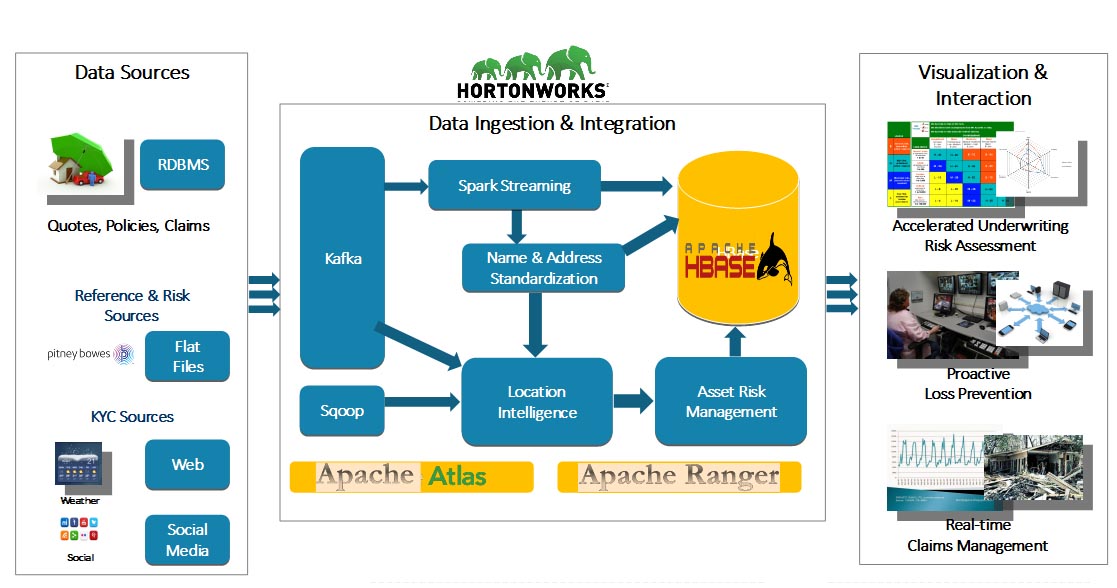 Data Sources
RDBMS
Quotes, Policies, Claims
Reference & Risk
Sources
pitney bowes
Flat
Files
KYC Sources
Web
Weather
Social
Media
Social
HORTONWORKS
Data Ingestion & Integration
Kafka
Spark Streaming
Name & Address
Standardization
APACHE
HBASE
Sqoop
Location
Intelligence
Asset Risk
Management
Apache Atlas
Apache Ranger
Visualization &
Interaction
Accelerated Underwriting
Risk Assessment
Proactive
Loss Prevention
Real-time
Claims Management